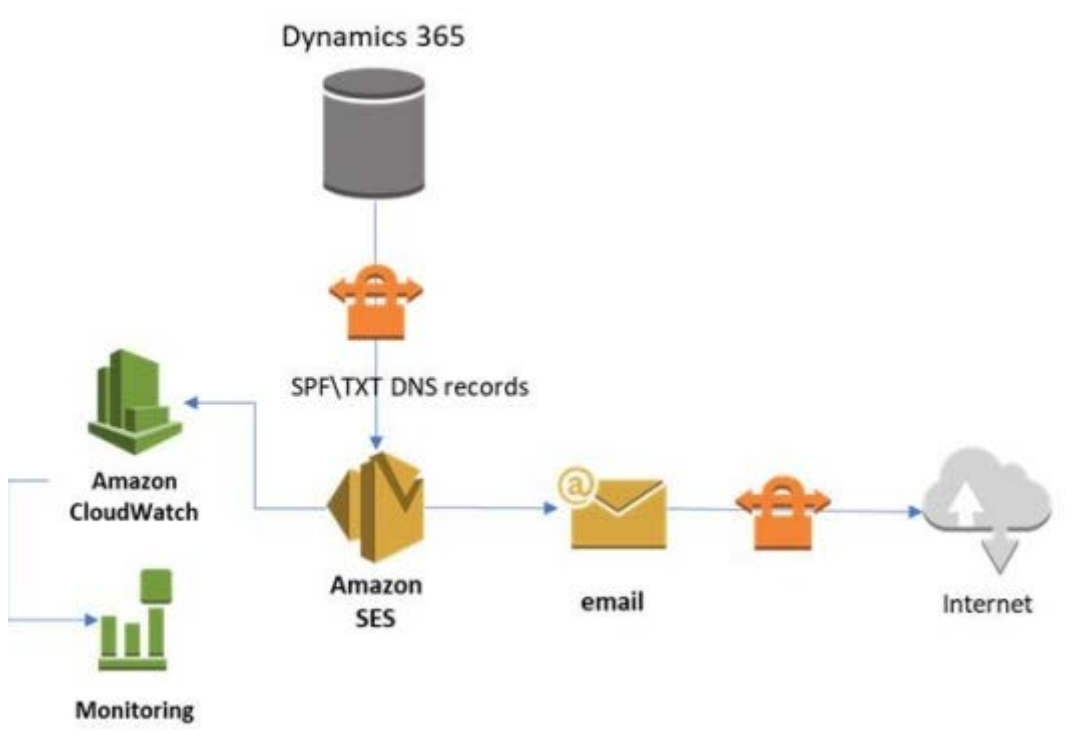 Dynamics 365
SPF\TXT DNS records
Amazon
CloudWatch
Amazon
SES
@
email
Internet
Monitoring